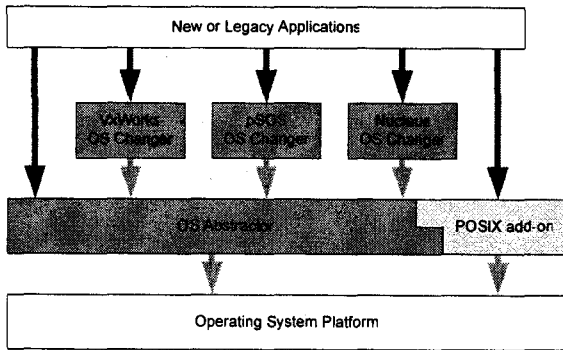 New or Legacy Applications
VxWorks
OS Changer
pSOS
OS Changer
Nucleus
OS Changer
OS Abstractor
POSIX add-on
Operating System Platform